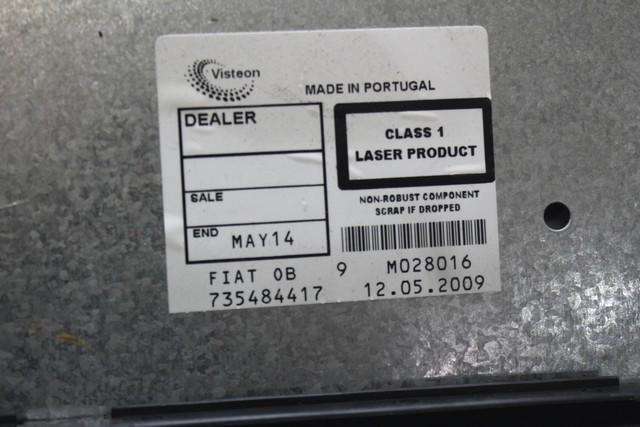 Visteon
MADE IN PORTUGAL
DEALER
CLASS 1
LASER PRODUCT
SALE
NON-ROBUST COMPONENT
SCRAP IF DROPPED
END MAY14
FIAT 0B 9 M028016
735484417 12.05.2009